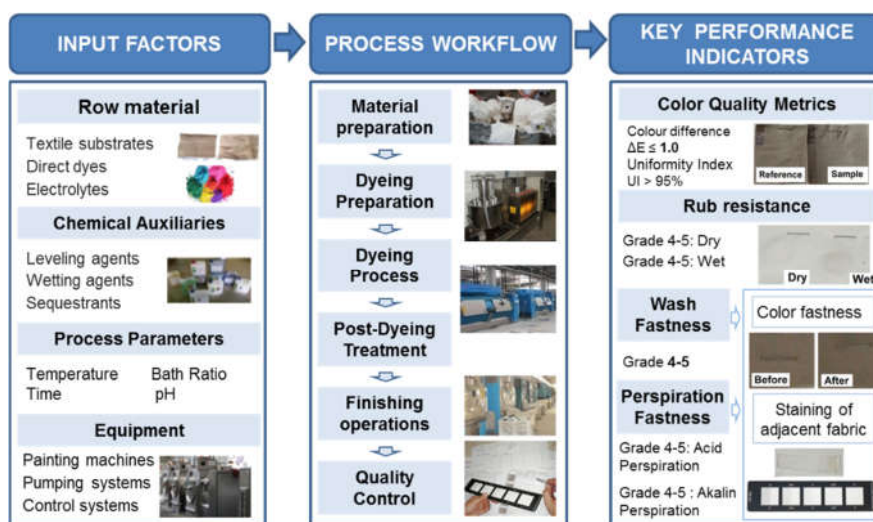 INPUT FACTORS
PROCESS WORKFLOW
KEY PERFORMANCE
INDICATORS
Row material
Textile substrates
Direct dyes
Electrolytes
Chemical Auxiliaries
Leveling agents
Wetting agents
Sequestrants
Process Parameters
Temperature Bath Ratio
Time pH
Equipment
Painting machines
Pumping systems
Control systems
Material
preparation
Dyeing
Preparation
Dyeing
Process
Post-Dyeing
Treatment
Finishing
operations
Quality
Control
Color Quality Metrics
Colour difference
ΔE ≤ 1.0
Uniformity Index
UI > 95%
Reference Sample
Rub resistance
Grade 4-5: Dry
Grade 4-5: Wet
Dry Wet
Wash
Fastness
Color fastness
Grade 4-5
Before After
Perspiration
Fastness
Staining of
adjacent fabric
Grade 4-5: Acid
Perspiration
Grade 4-5 : Akalin
Perspiration